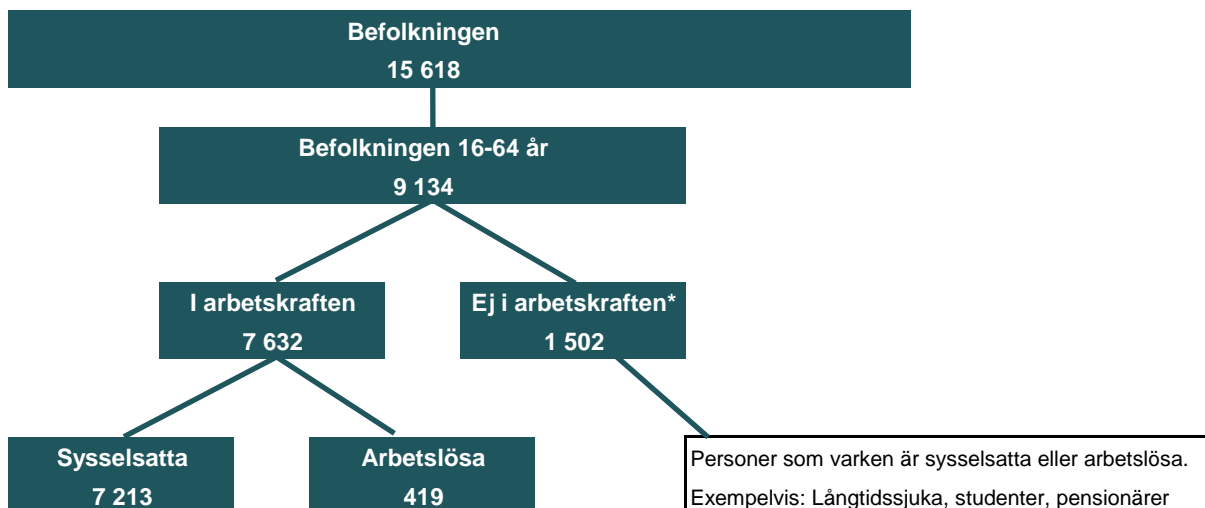 Befolkningen
15 618
Befolkningen 16-64 år
9 134
I arbetskraften
7 632
Ej i arbetskraften*
1 502
Sysselsatta
7 213
Arbetslösa
419
Personer som varken är sysselsatta eller arbetslösa.
Exempelvis: Långtidssjuka, studenter, pensionärer